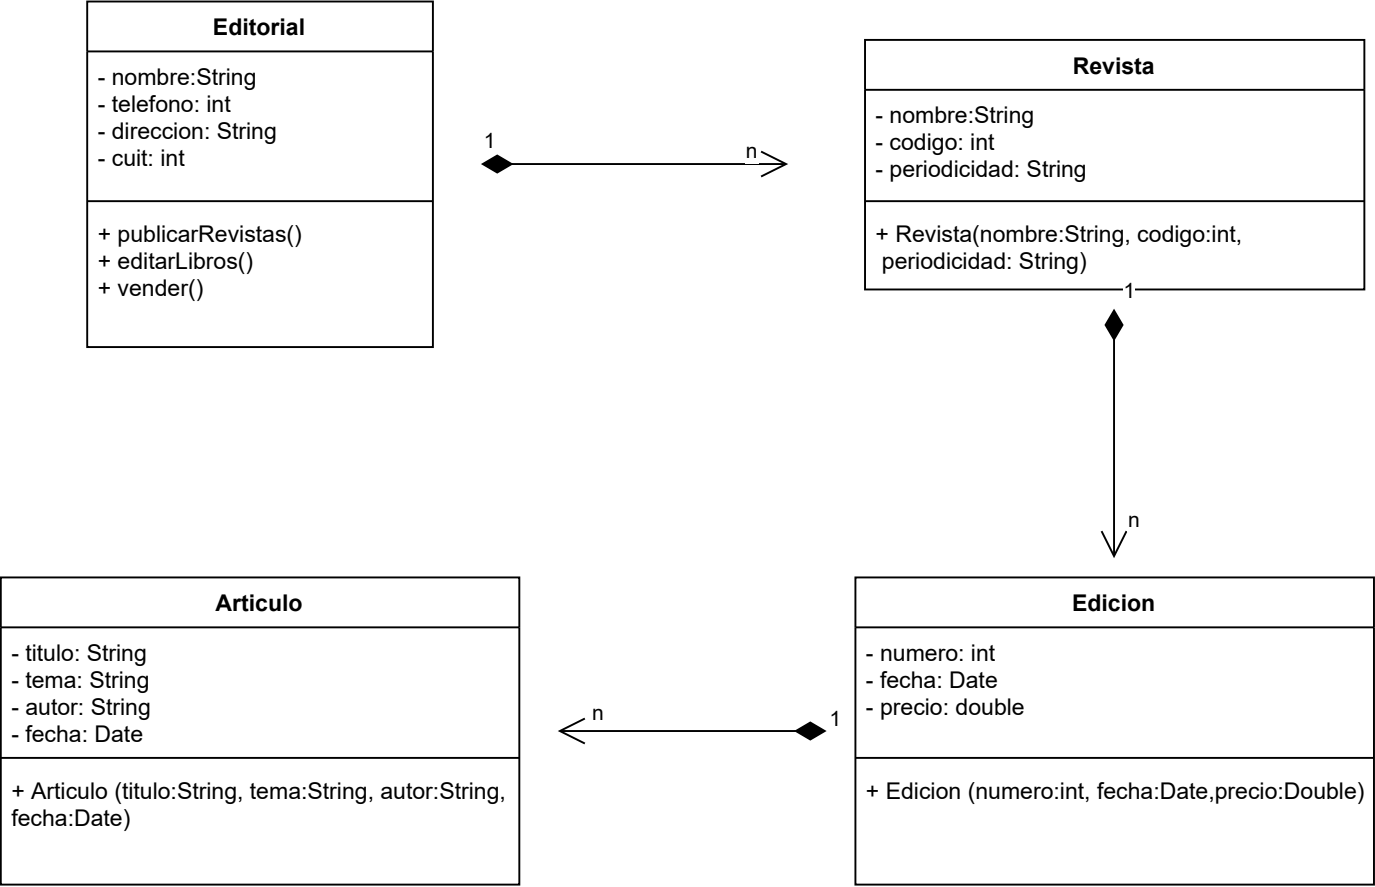 Editorial
- nombre:String
- telefono: int
- direccion: String
- cuit: int
+ publicarRevistas()
+ editarLibros()
+ vender()
1
n
Revista
- nombre:String
- codigo: int
- periodicidad: String
+ Revista(nombre:String, codigo:int,
periodicidad: String)
1
n
Articulo
- titulo: String
- tema: String
- autor: String
- fecha: Date
+ Articulo (titulo:String, tema:String, autor:String,
fecha:Date)
n
1
Edicion
- numero: int
- fecha: Date
- precio: double
+ Edicion (numero:int, fecha:Date,precio:Double)